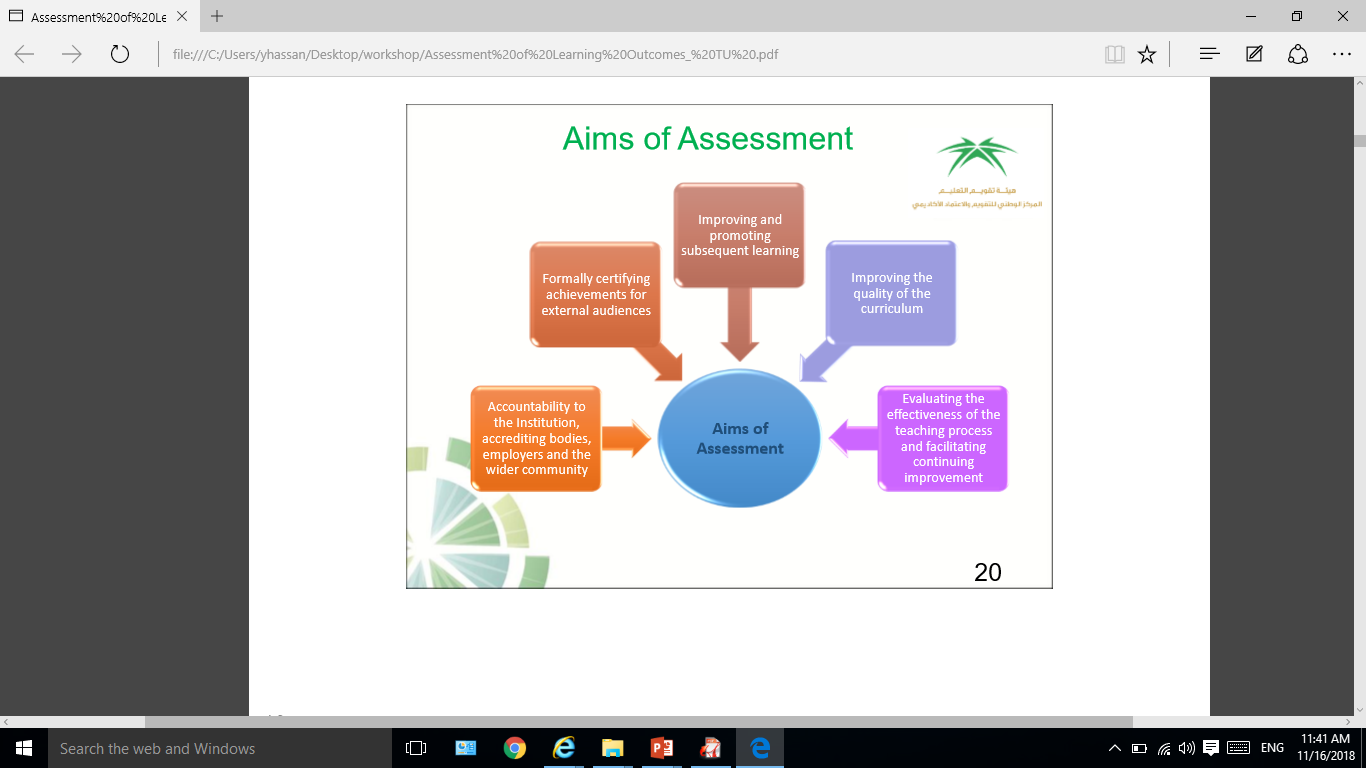 Assessment%20of%20Le
file:///C:/Users/yhassan/Desktop/workshop/Assessment%20of%20Learning%20Outcomes_%20TU%20.pdf
Aims of Assessment
هيئة تقويم التعليم
المركز الوطني للتقويم والاعتماد الأكاديمي
Improving and
promoting
subsequent learning
Formally certifying
achievements for
external audiences
Improving the
quality of the
curriculum
Accountability to
the Institution,
accrediting bodies,
employers and the
wider community
Aims of
Assessment
Evaluating the
effectiveness of the
teaching process
and facilitating
continuing
improvement
20
Search the web and Windows
ENG
11:41 AM
11/16/2018